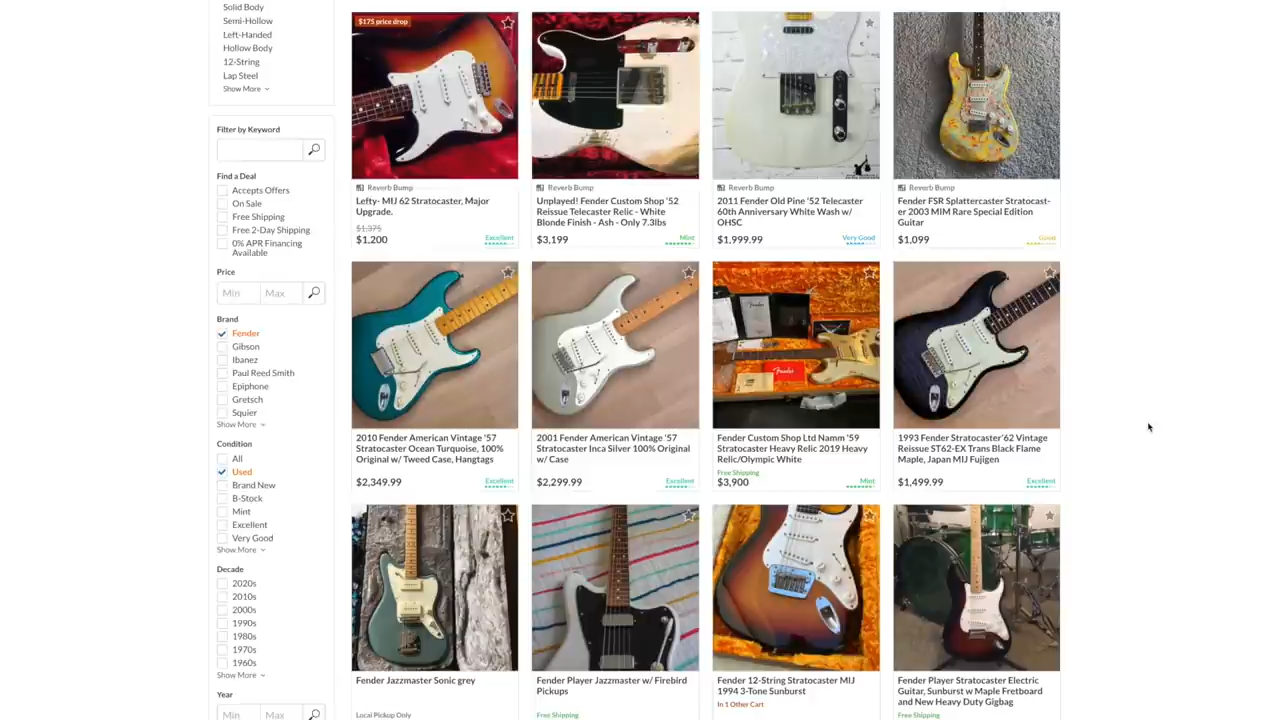 Solid Body
Semi-Hollow
Left-Handed
Hollow Body
12-String
Lap Steel
Show More
Filter by Keyword
Find a Deal
Accepts Offers
On Sale
Free Shipping
Free 2-Day Shipping
0% APR Financing
Available
Price
Min
Max
Brand
Fender
Gibson
Ibanez
Paul Reed Smith
Epiphone
Gretsch
Squier
Show More
Condition
All
Used
Brand New
B-Stock
Mint
Excellent
Very Good
Show More
Decade
2020s
2010s
2000s
1990s
1980s
1970s
1960s
Show More
Year
Min
Max
$175 price drop
Reverb Bump
Lefty- MIJ 62 Stratocaster, Major
Upgrade.
$1,375
$1,200
Excellent
Reverb Bump
Unplayed! Fender Custom Shop '52
Reissue Telecaster Relic - White
Blonde Finish - Ash - Only 7.3lbs
$3,199
Mint
Reverb Bump
2011 Fender Old Pine '52 Telecaster
60th Anniversary White Wash w/
OHSC
$1,999.99
Very Good
Reverb Bump
Fender FSR Splattercaster Stratocast-
er 2003 MIM Rare Special Edition
Guitar
$1,099
Good
2010 Fender American Vintage '57
Stratocaster Ocean Turquoise, 100%
Original w/ Tweed Case, Hangtags
$2,349.99
Excellent
2001 Fender American Vintage '57
Stratocaster Inca Silver 100% Original
w/ Case
$2,299.99
Excellent
Fender
Fender Custom Shop Ltd Namm '59
Stratocaster Heavy Relic 2019 Heavy
Relic/Olympic White
Free Shipping
$3,900
Mint
1993 Fender Stratocaster'62 Vintage
Reissue ST62-EX Trans Black Flame
Maple, Japan MIJ Fujigen
$1,499.99
Excellent
Fender Jazzmaster Sonic grey
Local Pickup Only
Fender Player Jazzmaster w/ Firebird
Pickups
Free Shipping
Fender 12-String Stratocaster MIJ
1994 3-Tone Sunburst
In 1 Other Cart
Fender Player Stratocaster Electric
Guitar, Sunburst w Maple Fretboard
and New Heavy Duty Gigbag
Free Shipping